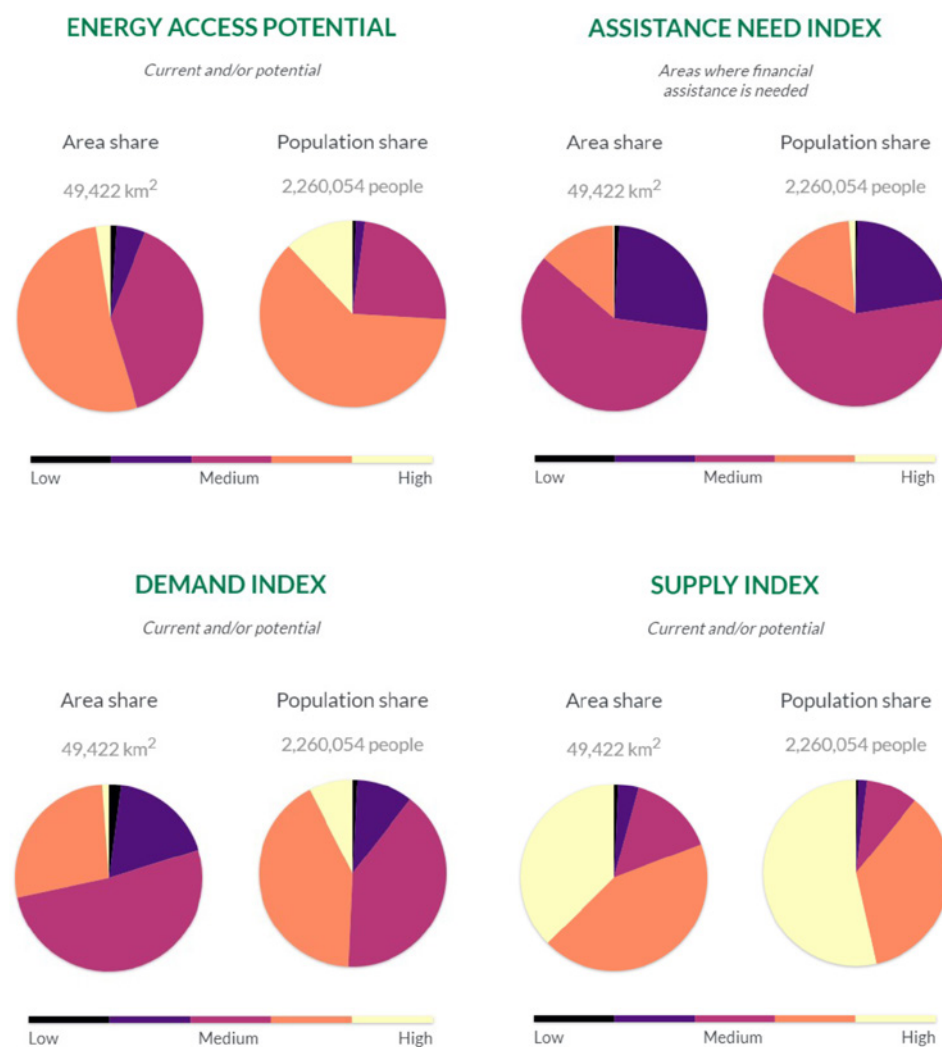 ENERGY ACCESS POTENTIAL
Current and/or potential
Area share
Population share
49,422 km²
2,260,054 people
Low
Medium
High
ASSISTANCE NEED INDEX
Areas where financial
assistance is needed
Area share
Population share
49,422 km²
2,260,054 people
Low
Medium
High
DEMAND INDEX
Current and/or potential
Area share
Population share
49,422 km²
2,260,054 people
Low
Medium
High
SUPPLY INDEX
Current and/or potential
Area share
Population share
49,422 km²
2,260,054 people
Low
Medium
High